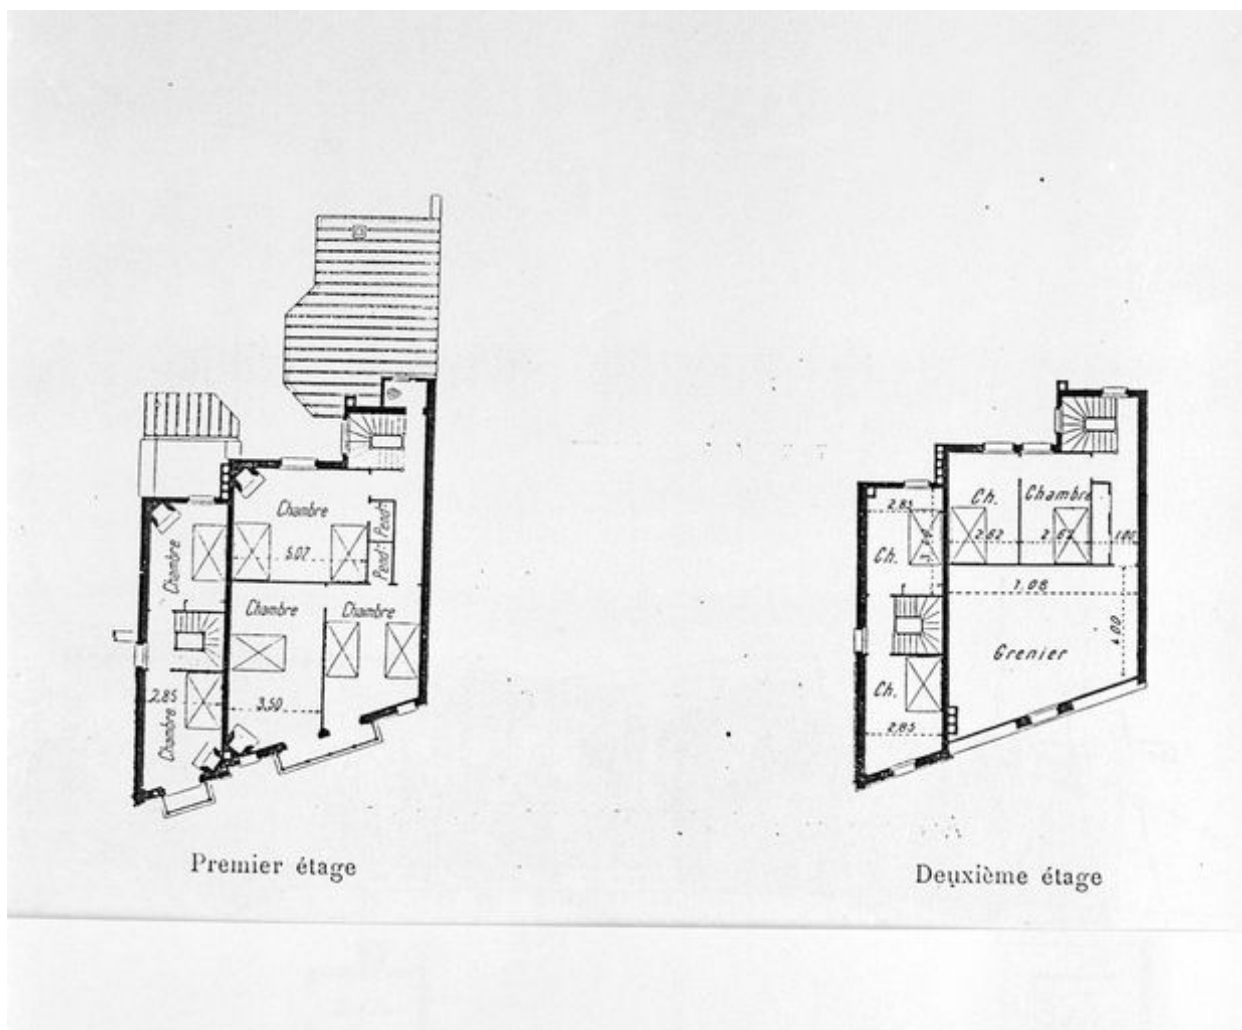 Chambre
5.07
Pend.
Pend.
Chambre
Chambre
Chambre
2,85
Chambre
3.50
Premier étage
Ch.
Chambre
2.85
2.62
2.62
1.00
Ch.
7.08
4.00
Grenier
Ch.
2.85
Deuxième étage